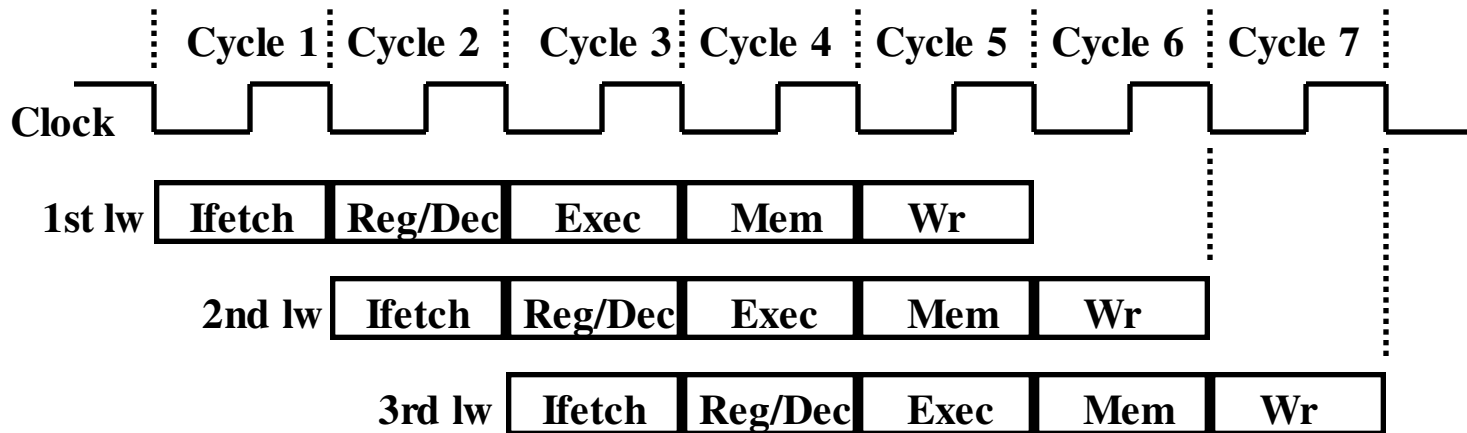 Cycle 1 Cycle 2 Cycle 3 Cycle 4 Cycle 5 Cycle 6 Cycle 7
Clock
1st lw Ifetch Reg/Dec Exec Mem Wr
2nd lw Ifetch Reg/Dec Exec Mem Wr
3rd lw Ifetch Reg/Dec Exec Mem Wr